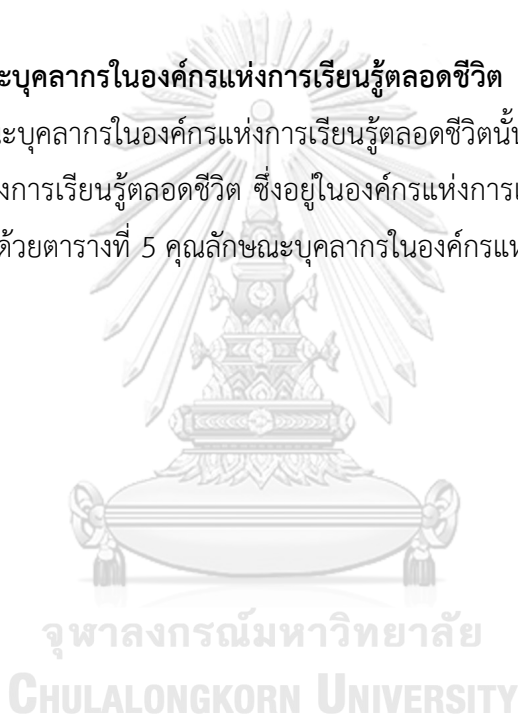 ะบุคลากรในองค์กรแห่งการเรียนรู้ตลอดชีวิต
ณะบุคลากรในองค์กรแห่งการเรียนรู้ตลอดชีวิตนั้น
งการเรียนรู้ตลอดชีวิต ซึ่งอยู่ในองค์กรแห่งการเ
ด้วยตารางที่ 5 คุณลักษณะบุคลากรในองค์กรแห
จุฬาลงกรณ์มหาวิทยาลัย
CHULALONGKORN UNIVERSITY